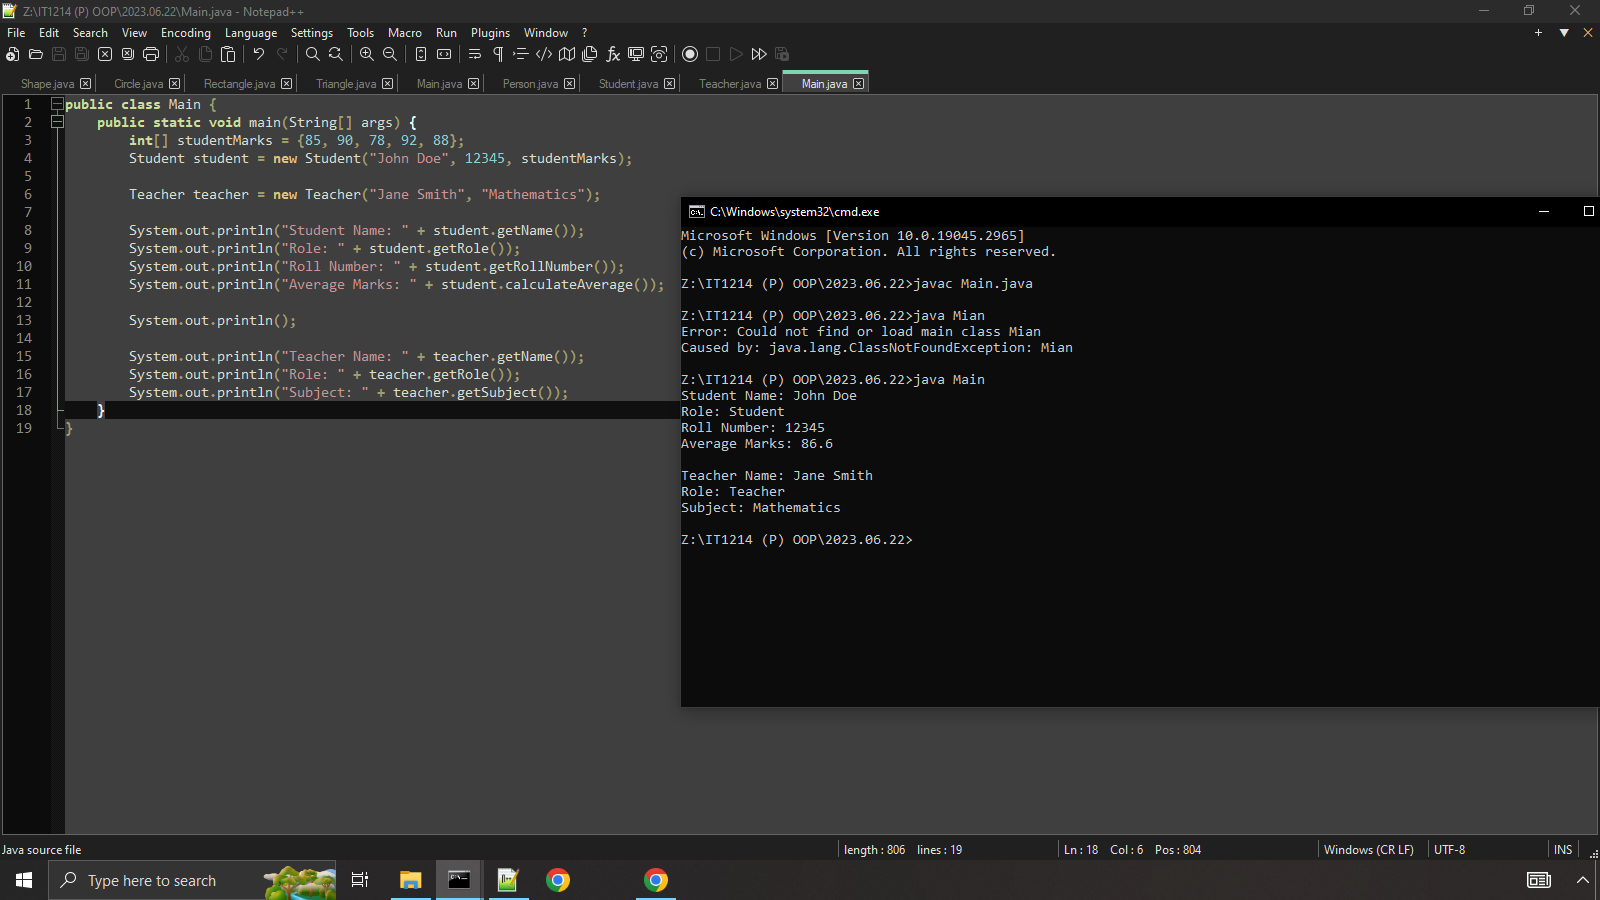 Z:\IT1214 (P) OOP\2023.06.22\Main.java - Notepad++
File Edit Search View Encoding Language Settings Tools Macro Run Plugins Window ?
Shape.java Circle.java Rectangle.java Triangle.java Main.java Person.java Student.java Teacher.java Main.java
1 public class Main {
2 public static void main(String[] args) {
3 int[] studentMarks = {85, 90, 78, 92, 88};
4 Student student = new Student("John Doe", 12345, studentMarks);
5
6 Teacher teacher = new Teacher("Jane Smith", "Mathematics");
7
8 System.out.println("Student Name: " + student.getName());
9 System.out.println("Role: " + student.getRole());
10 System.out.println("Roll Number: " + student.getRollNumber());
11 System.out.println("Average Marks: " + student.calculateAverage());
12
13 System.out.println();
14
15 System.out.println("Teacher Name: " + teacher.getName());
16 System.out.println("Role: " + teacher.getRole());
17 System.out.println("Subject: " + teacher.getSubject());
18 }
19 }
C:\Windows\system32\cmd.exe
Microsoft Windows [Version 10.0.19045.2965]
(c) Microsoft Corporation. All rights reserved.
Z:\IT1214 (P) OOP\2023.06.22>javac Main.java
Z:\IT1214 (P) OOP\2023.06.22>java Mian
Error: Could not find or load main class Mian
Caused by: java.lang.ClassNotFoundException: Mian
Z:\IT1214 (P) OOP\2023.06.22>java Main
Student Name: John Doe
Role: Student
Roll Number: 12345
Average Marks: 86.6
Teacher Name: Jane Smith
Role: Teacher
Subject: Mathematics
Z:\IT1214 (P) OOP\2023.06.22>
Java source file length : 806 lines : 19 Ln : 18 Col : 6 Pos : 804 Windows (CR LF) UTF-8 INS
Type here to search